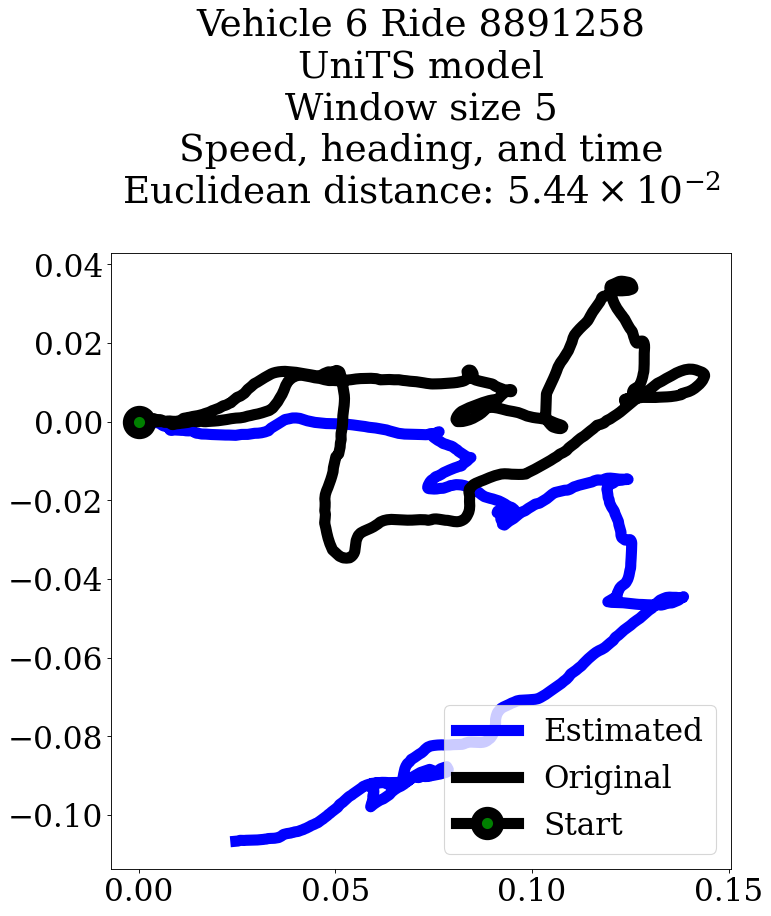 Vehicle 6 Ride 8891258
UniTS model
Window size 5
Speed, heading, and time
Euclidean distance: 5.44 × 10⁻²
0.04
0.02
0.00
−0.02
−0.04
−0.06
−0.08
−0.10
Estimated
Original
Start
0.00 0.05 0.10 0.15